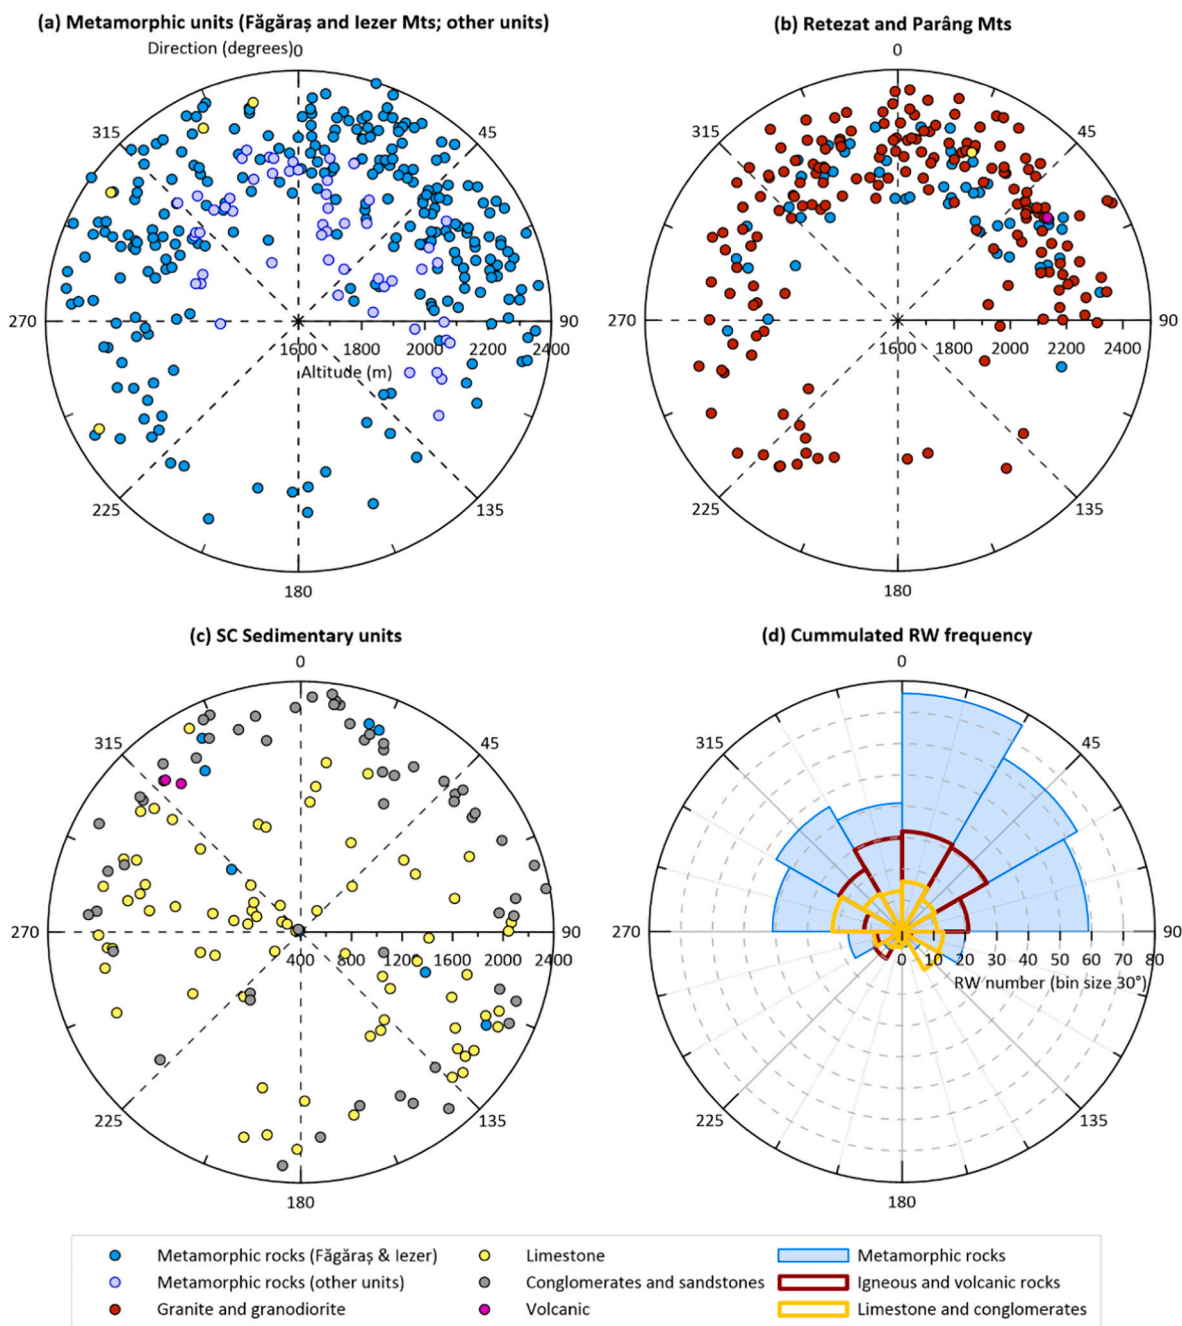 (a) Metamorphic units (Făgăraș and Iezer Mts; other units)
Direction (degrees)0
315
45
270
90
1600 1800 2000 2200 2400
Altitude (m)
225
135
180
(b) Retezat and Parâng Mts
0
315
45
270
90
1600 1800 2000 2200 2400
225
135
180
(c) SC Sedimentary units
0
315
45
270
90
400 800 1200 1600 2000 2400
225
135
180
(d) Cummulated RW frequency
0
315
45
270
90
0 10 20 30 40 50 60 70 80
RW number (bin size 30°)
225
135
180
Metamorphic rocks (Făgăraș & Iezer)
Metamorphic rocks (other units)
Granite and granodiorite
Limestone
Conglomerates and sandstones
Volcanic
Metamorphic rocks
Igneous and volcanic rocks
Limestone and conglomerates